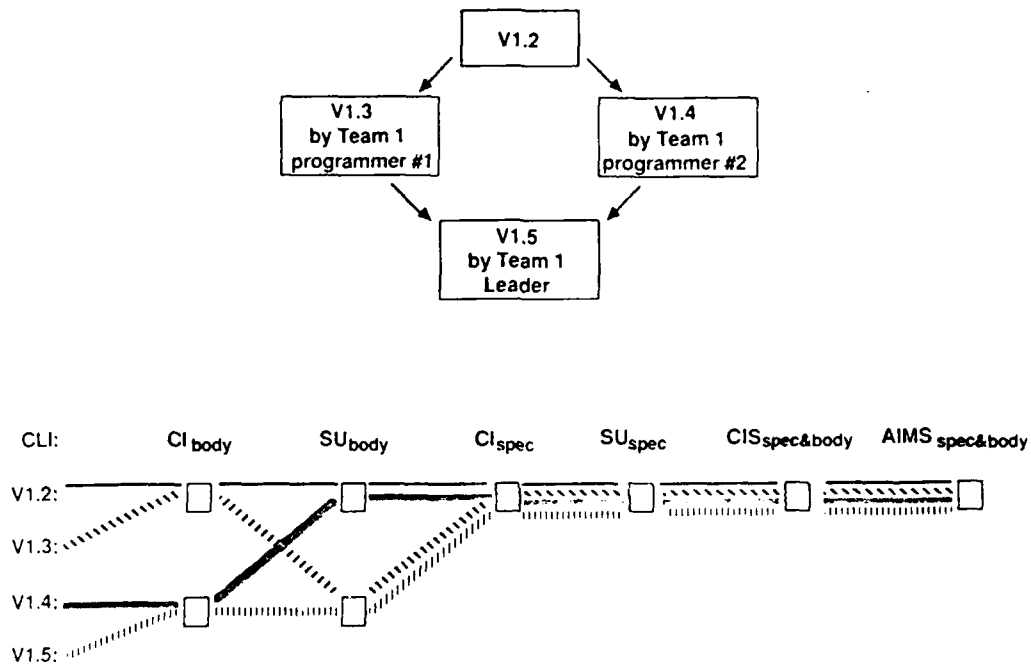 V1.2
V1.3
by Team 1
programmer #1
V1.4
by Team 1
programmer #2
V1.5
by Team 1
Leader
CLI: CI body SU body CI spec SU spec CIS spec&body AIMS spec&body
V1.2:
V1.3:
V1.4:
V1.5: